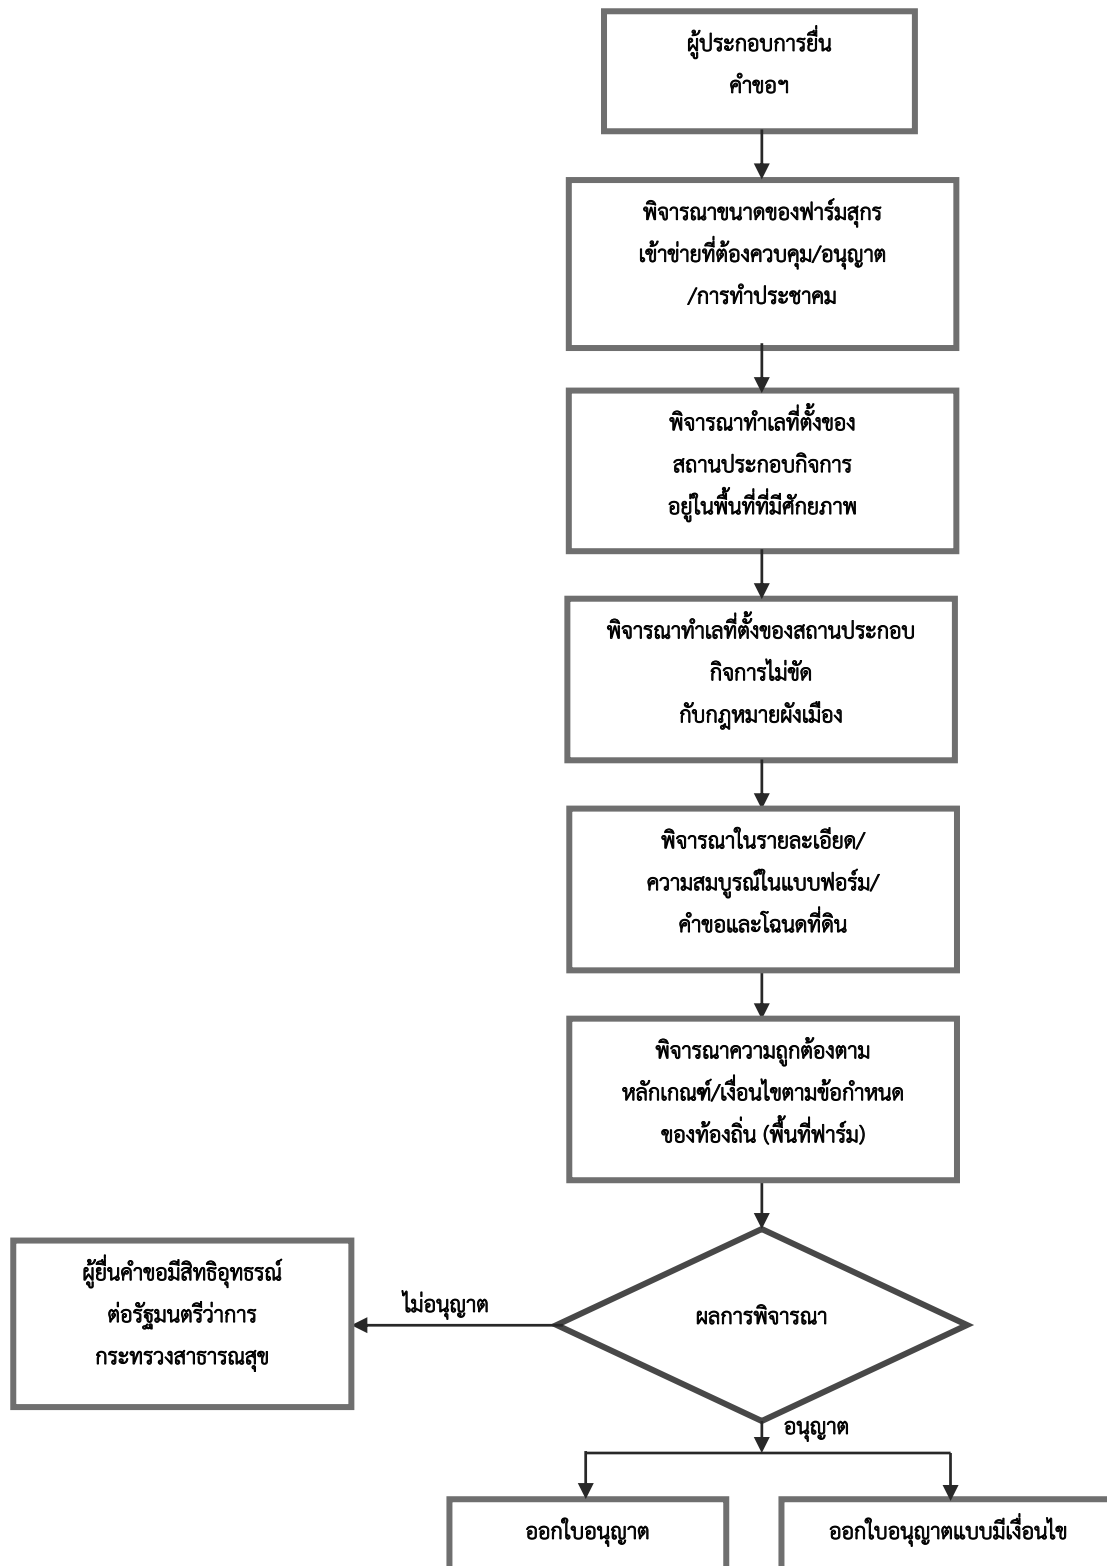 ผู้ประกอบการยื่น
คำขอฯ
พิจารณาขนาดของฟาร์มสุกร
เข้าข่ายที่ต้องควบคุม/อนุญาต
/การทำประชาคม
พิจารณาทำเลที่ตั้งของ
สถานประกอบกิจการ
อยู่ในพื้นที่ที่มีศักยภาพ
พิจารณาทำเลที่ตั้งของสถานประกอบ
กิจการไม่ขัด
กับกฎหมายผังเมือง
พิจารณาในรายละเอียด/
ความสมบูรณ์ในแบบฟอร์ม/
คำขอและโฉนดที่ดิน
พิจารณาความถูกต้องตาม
หลักเกณฑ์/เงื่อนไขตามข้อกำหนด
ของท้องถิ่น (พื้นที่ฟาร์ม)
ผลการพิจารณา
ไม่อนุญาต
ผู้ยื่นคำขอมีสิทธิอุทธรณ์
ต่อรัฐมนตรีว่าการ
กระทรวงสาธารณสุข
อนุญาต
ออกใบอนุญาต
ออกใบอนุญาตแบบมีเงื่อนไข